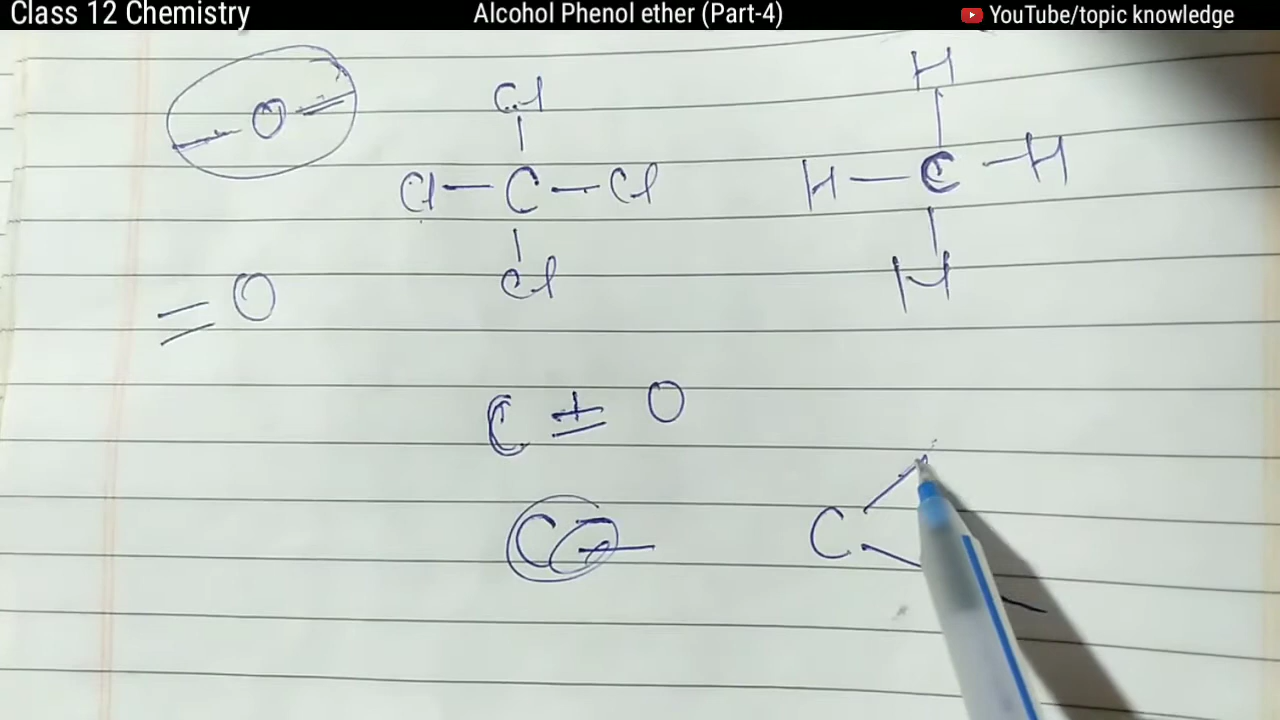 Class 12 Chemistry
Alcohol Phenol ether (Part-4)
YouTube/topic knowledge
— O =
Cl
Cl — C — Cl
Cl
H
H — C — H
H
= O
C = O
C —
C